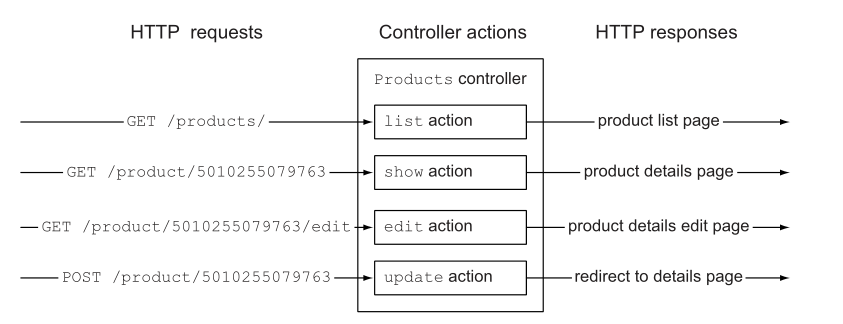 HTTP requests
Controller actions
HTTP responses
Products controller
GET /products/
list action
product list page
GET /product/5010255079763
show action
product details page
GET /product/5010255079763/edit
edit action
product details edit page
POST /product/5010255079763
update action
redirect to details page